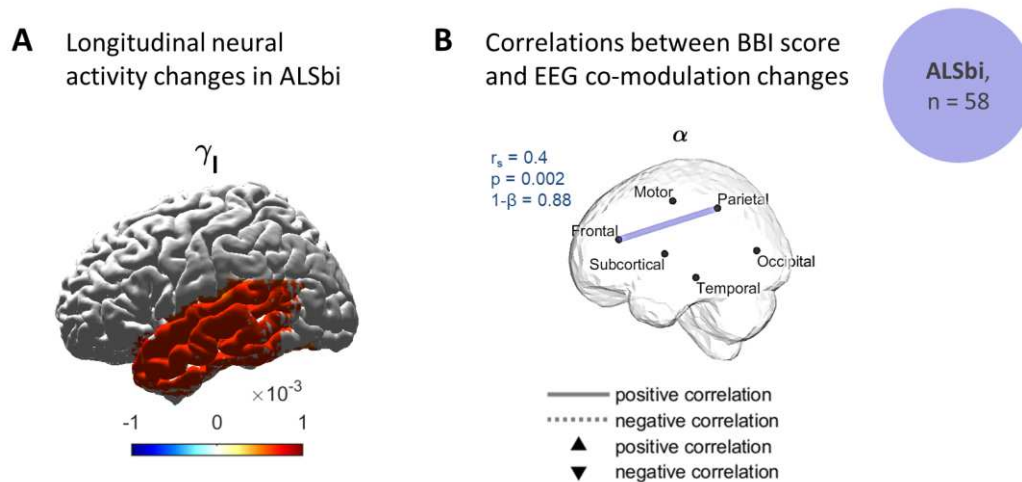 A Longitudinal neural
activity changes in ALSbi
γl
×10⁻³
-1 0 1
B Correlations between BBI score
and EEG co-modulation changes
ALSbi,
n = 58
α
rs = 0.4
p = 0.002
1-β = 0.88
Motor
Parietal
Frontal
Subcortical
Occipital
Temporal
positive correlation
negative correlation
▲ positive correlation
▼ negative correlation